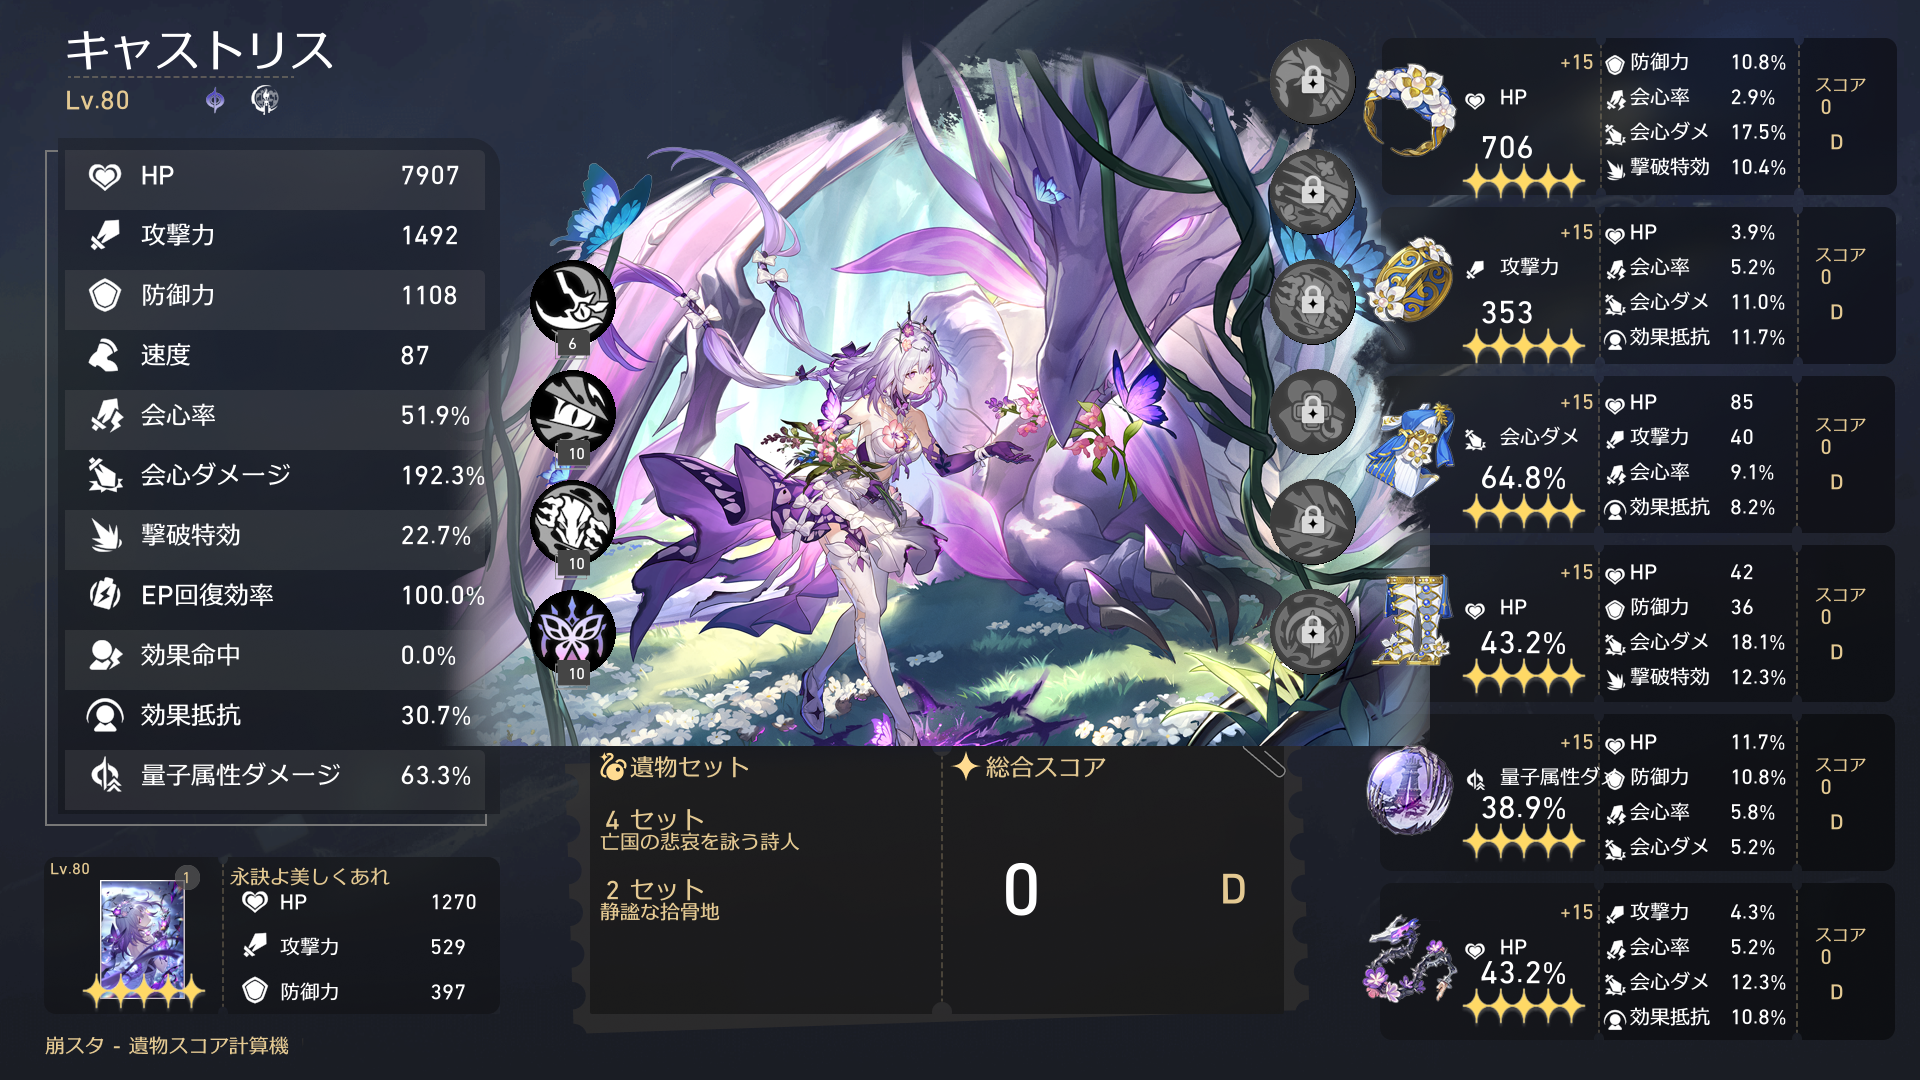 キャストリス
Lv.80
HP 7907
攻撃力 1492
防御力 1108
速度 87
会心率 51.9%
会心ダメージ 192.3%
撃破特効 22.7%
EP回復効率 100.0%
効果命中 0.0%
効果抵抗 30.7%
量子属性ダメージ 63.3%
Lv.80
1
永訣よ美しくあれ
HP 1270
攻撃力 529
防御力 397
崩スタ - 遺物スコア計算機
6
10
10
10
遺物セット
4 セット
亡国の悲哀を詠う詩人
2 セット
静謐な拾骨地
総合スコア
0 D
+15
HP
706
防御力 10.8%
会心率 2.9%
会心ダメ 17.5%
撃破特効 10.4%
スコア
0
D
+15
攻撃力
353
HP 3.9%
会心率 5.2%
会心ダメ 11.0%
効果抵抗 11.7%
スコア
0
D
+15
会心ダメ
64.8%
HP 85
攻撃力 40
会心率 9.1%
効果抵抗 8.2%
スコア
0
D
+15
HP
43.2%
HP 42
防御力 36
会心ダメ 18.1%
撃破特効 12.3%
スコア
0
D
+15
量子属性ダ
38.9%
HP 11.7%
防御力 10.8%
会心率 5.8%
会心ダメ 5.2%
スコア
0
D
+15
HP
43.2%
攻撃力 4.3%
会心率 5.2%
会心ダメ 12.3%
効果抵抗 10.8%
スコア
0
D